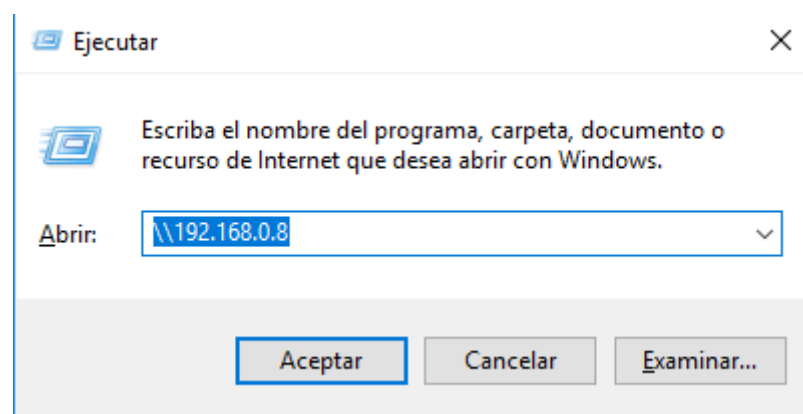 Ejecutar
Escriba el nombre del programa, carpeta, documento o
recurso de Internet que desea abrir con Windows.
Abrir: \\192.168.0.8
Aceptar Cancelar Examinar...